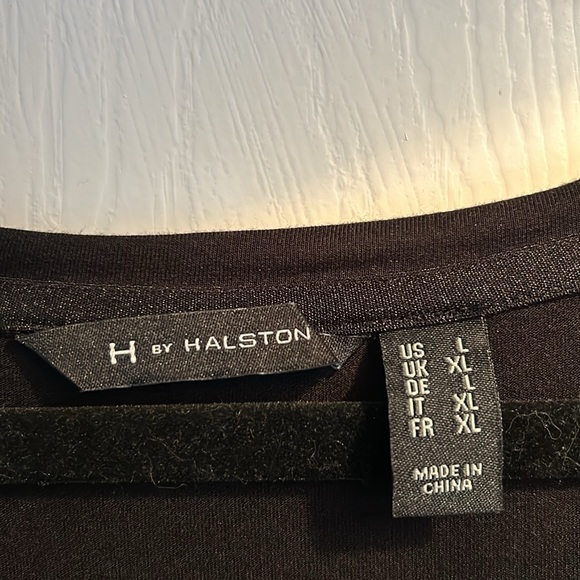 H BY HALSTON
US L
UK XL
DE L
IT XL
FR XL
MADE IN
CHINA